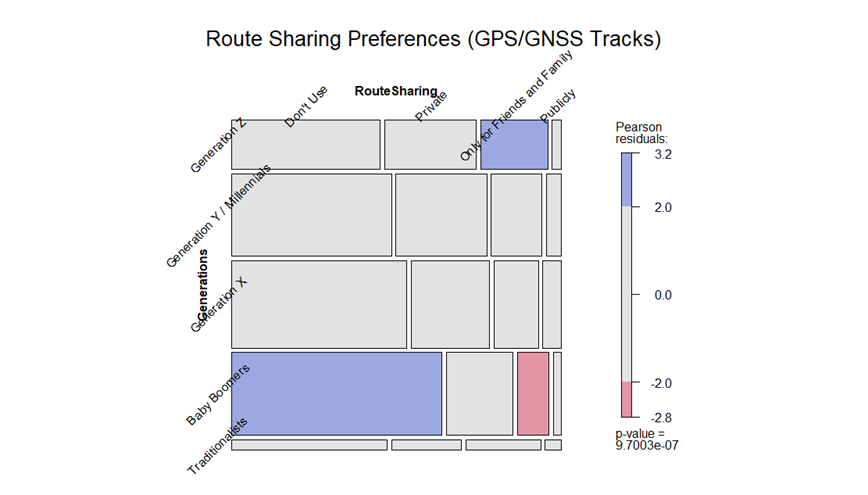 Route Sharing Preferences (GPS/GNSS Tracks)
RouteSharing
Don't Use
Private
Only for Friends and Family
Publicly
Generations
Generation Z
Generation Y / Millennials
Generation X
Baby Boomers
Traditionalists
Pearson
residuals:
3.2
2.0
0.0
-2.0
-2.8
p-value =
9.7003e-07